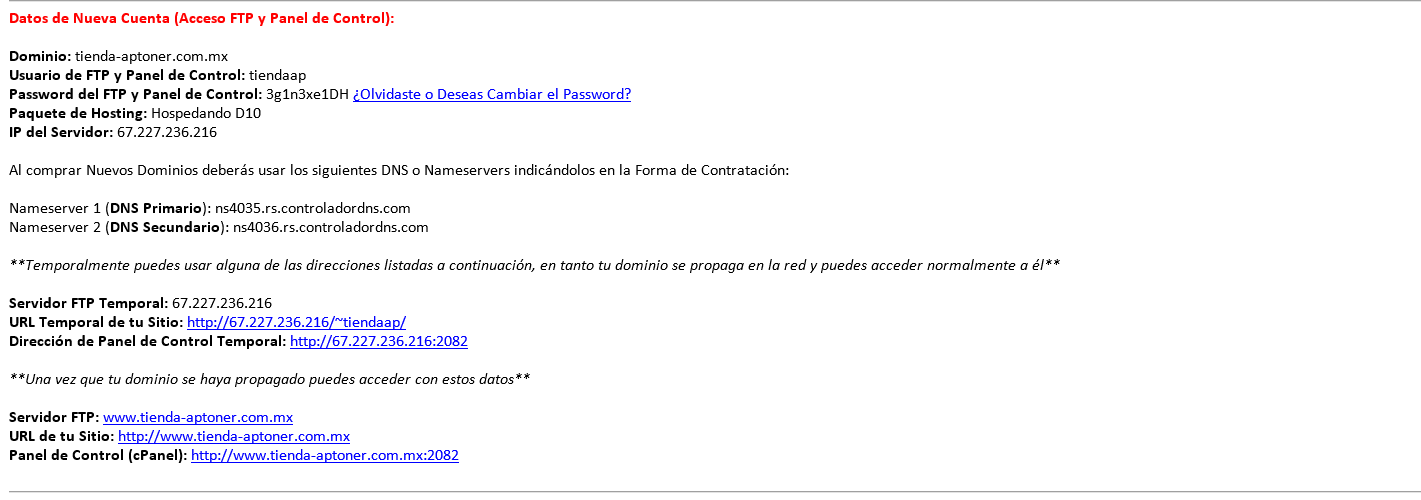 Datos de Nueva Cuenta (Acceso FTP y Panel de Control):
Dominio: tienda-aptoner.com.mx
Usuario de FTP y Panel de Control: tiendaap
Password del FTP y Panel de Control: 3g1n3xe1DH ¿Olvidaste o Deseas Cambiar el Password?
Paquete de Hosting: Hospedando D10
IP del Servidor: 67.227.236.216
Al comprar Nuevos Dominios deberás usar los siguientes DNS o Nameservers indicándolos en la Forma de Contratación:
Nameserver 1 (DNS Primario): ns4035.rs.controladordns.com
Nameserver 2 (DNS Secundario): ns4036.rs.controladordns.com
**Temporalmente puedes usar alguna de las direcciones listadas a continuación, en tanto tu dominio se propaga en la red y puedes acceder normalmente a él**
Servidor FTP Temporal: 67.227.236.216
URL Temporal de tu Sitio: http://67.227.236.216/~tiendaap/
Dirección de Panel de Control Temporal: http://67.227.236.216:2082
**Una vez que tu dominio se haya propagado puedes acceder con estos datos**
Servidor FTP: www.tienda-aptoner.com.mx
URL de tu Sitio: http://www.tienda-aptoner.com.mx
Panel de Control (cPanel): http://www.tienda-aptoner.com.mx:2082